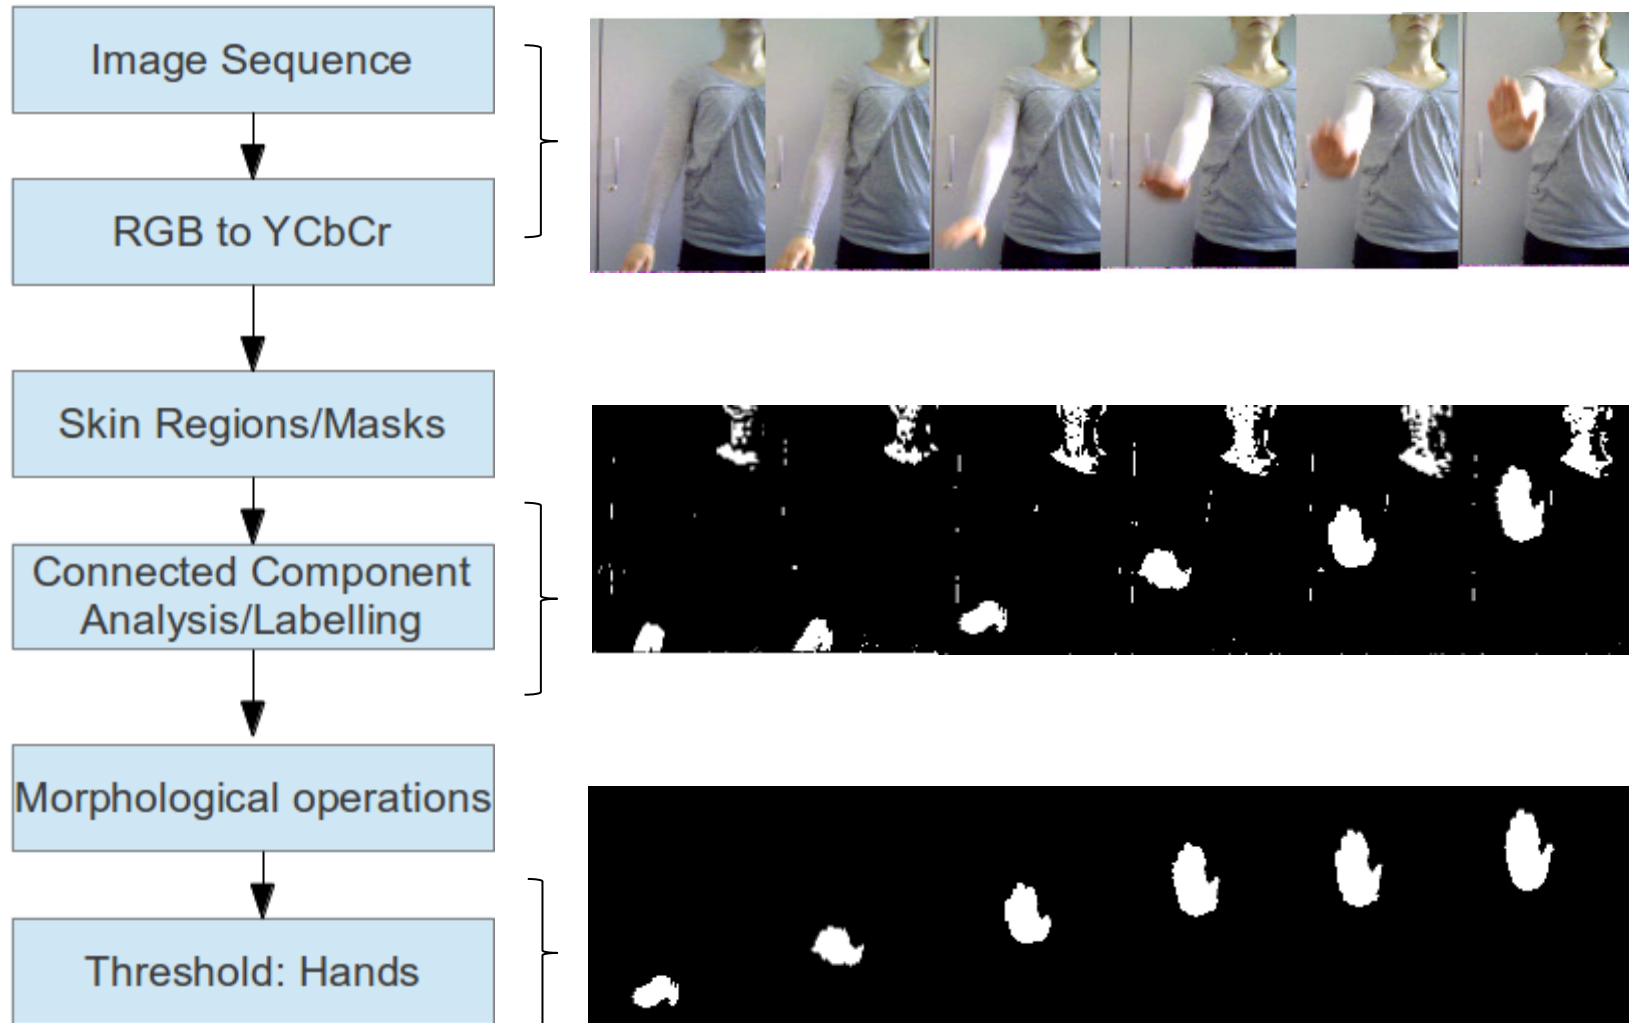 Image Sequence
RGB to YCbCr
Skin Regions/Masks
Connected Component
Analysis/Labelling
Morphological operations
Threshold: Hands